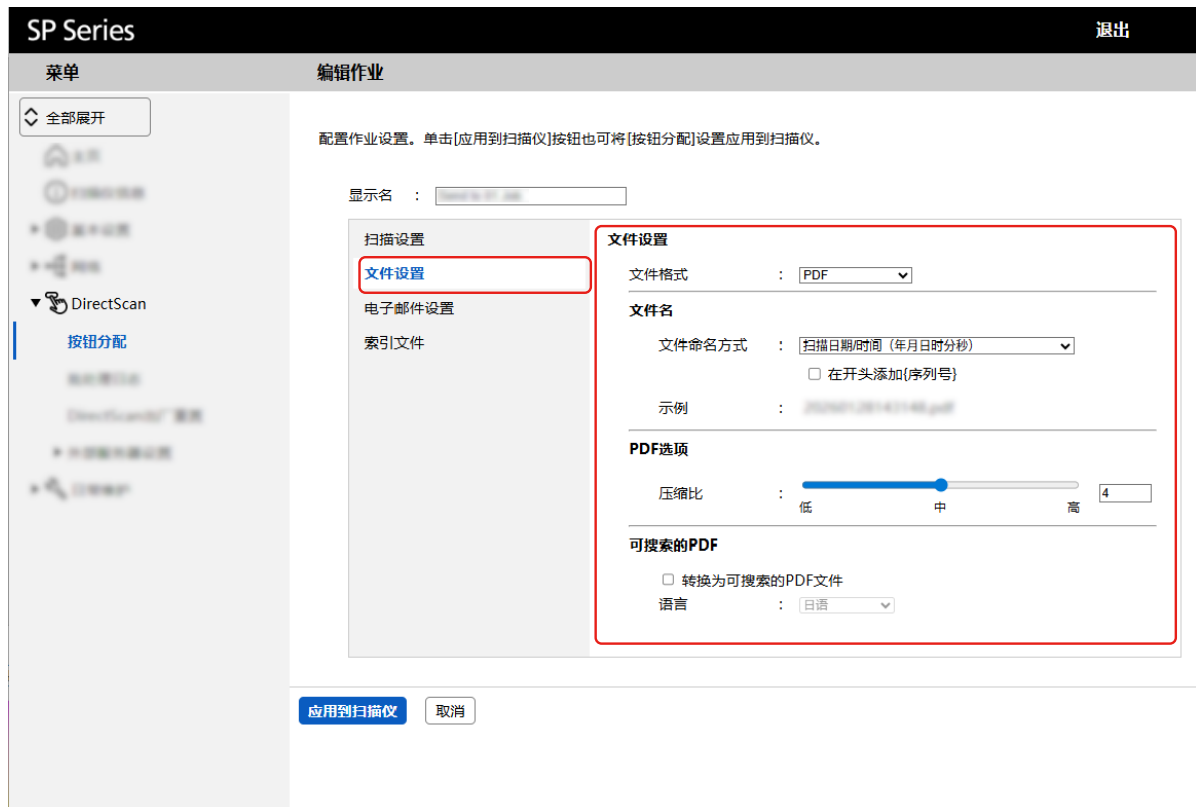 SP Series
退出
菜单
编辑作业
全部展开
配置作业设置。单击[应用到扫描仪]按钮也可将[按钮分配]设置应用到扫描仪。
显示名 :
扫描设置
文件设置
电子邮件设置
索引文件
DirectScan
按钮分配
文件设置
文件格式 : PDF
文件名
文件命名方式 : 扫描日期/时间（年月日时分秒）
在开头添加{序列号}
示例 :
PDF选项
压缩比 : 4
低 中 高
可搜索的PDF
转换为可搜索的PDF文件
语言 : 日语
应用到扫描仪 取消